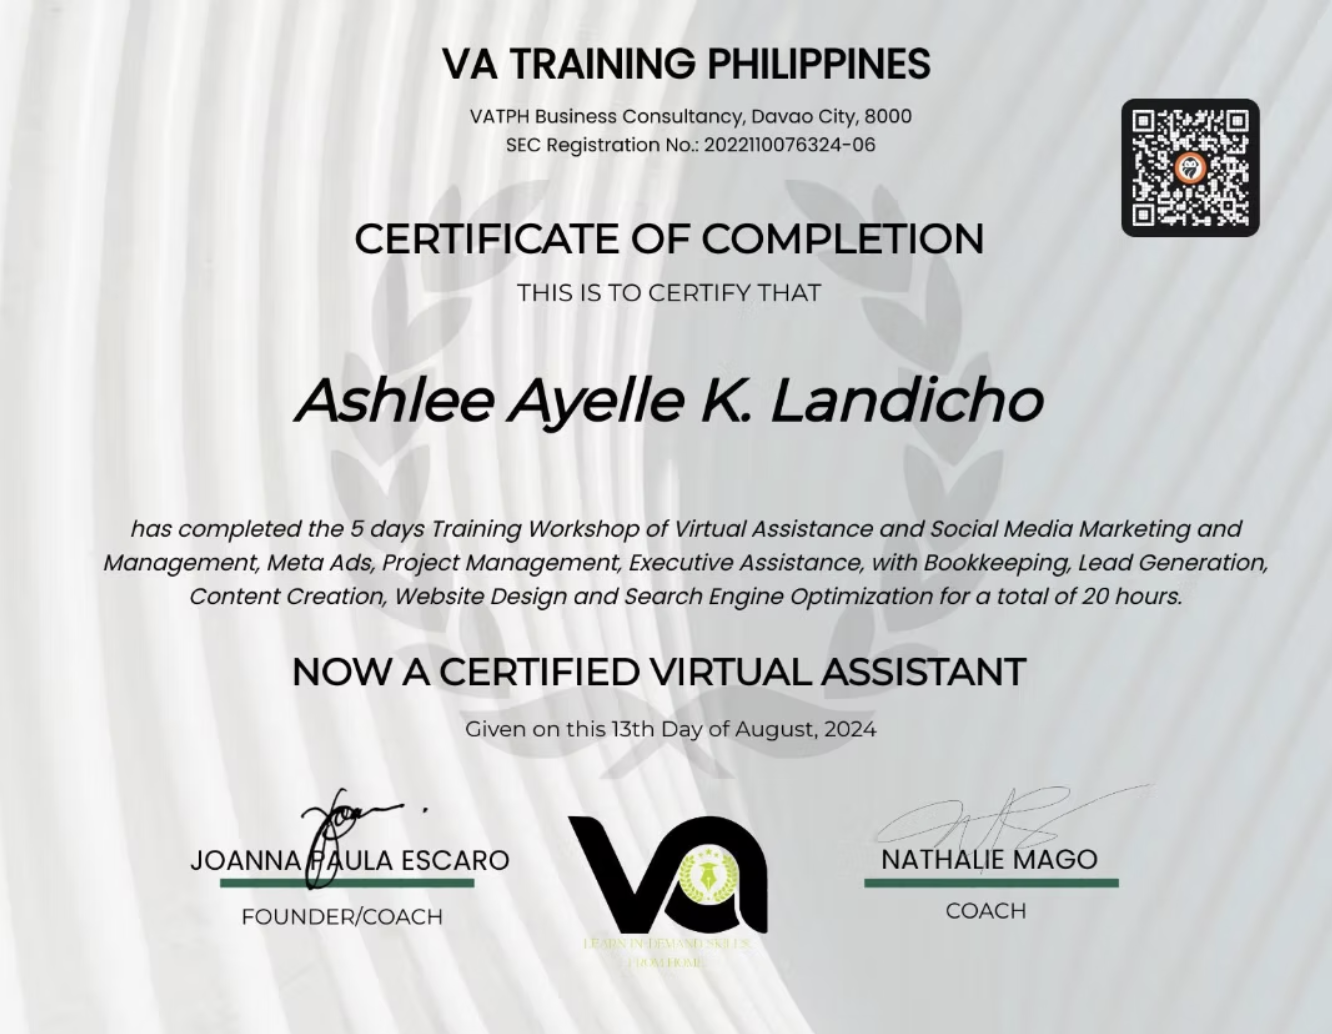 VA TRAINING PHILIPPINES
VATPH Business Consultancy, Davao City, 8000
SEC Registration No.: 2022110076324-06
CERTIFICATE OF COMPLETION
THIS IS TO CERTIFY THAT
Ashlee Ayelle K. Landicho
has completed the 5 days Training Workshop of Virtual Assistance and Social Media Marketing and
Management, Meta Ads, Project Management, Executive Assistance, with Bookkeeping, Lead Generation,
Content Creation, Website Design and Search Engine Optimization for a total of 20 hours.
NOW A CERTIFIED VIRTUAL ASSISTANT
Given on this 13th Day of August, 2024
JOANNA PAULA ESCARO
FOUNDER/COACH
va
LEARN IN-DEMAND SKILLS
FROM HOME
NATHALIE MAGO
COACH